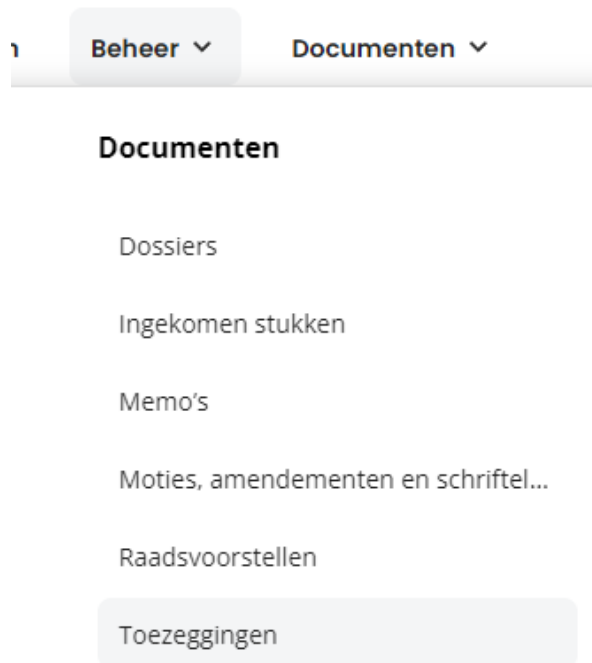 Beheer Documenten
Documenten
Dossiers
Ingekomen stukken
Memo's
Moties, amendementen en schriftel...
Raadsvoorstellen
Toezeggingen